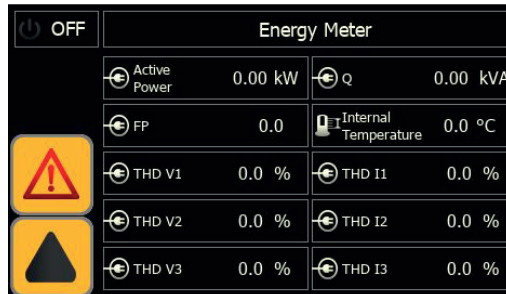 OFF
Energy Meter
Active Power 0.00 kW
Q 0.00 kVA
FP 0.0
Internal Temperature 0.0 °C
THD V1 0.0 %
THD I1 0.0 %
THD V2 0.0 %
THD I2 0.0 %
THD V3 0.0 %
THD I3 0.0 %